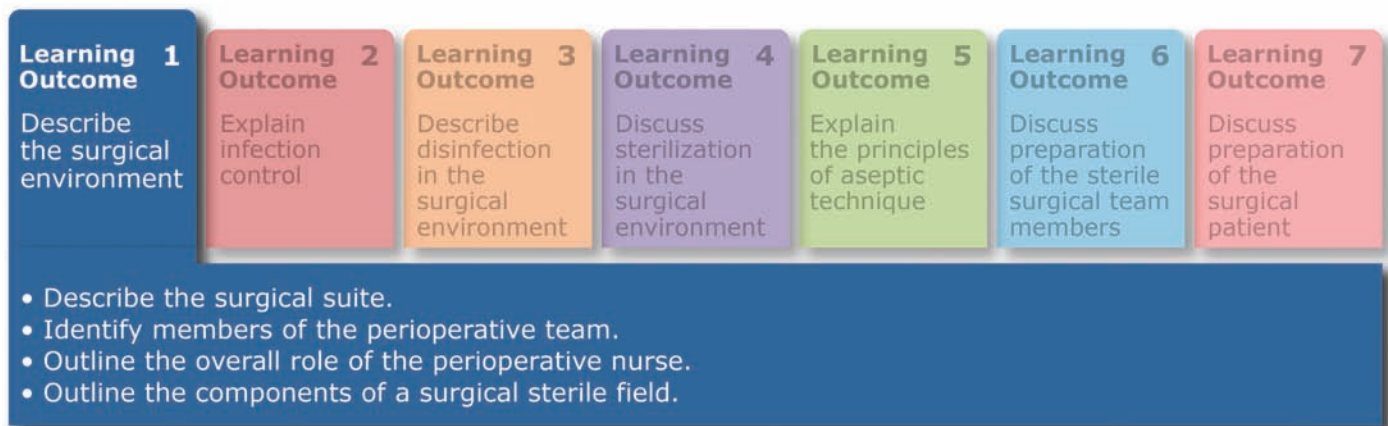 Learning 1
Outcome
Describe
the surgical
environment
Learning 2
Outcome
Explain
infection
control
Learning 3
Outcome
Describe
disinfection
in the
surgical
environment
Learning 4
Outcome
Discuss
sterilization
in the
surgical
environment
Learning 5
Outcome
Explain
the principles
of aseptic
technique
Learning 6
Outcome
Discuss
preparation
of the sterile
surgical team
members
Learning 7
Outcome
Discuss
preparation
of the
surgical
patient
• Describe the surgical suite.
• Identify members of the perioperative team.
• Outline the overall role of the perioperative nurse.
• Outline the components of a surgical sterile field.